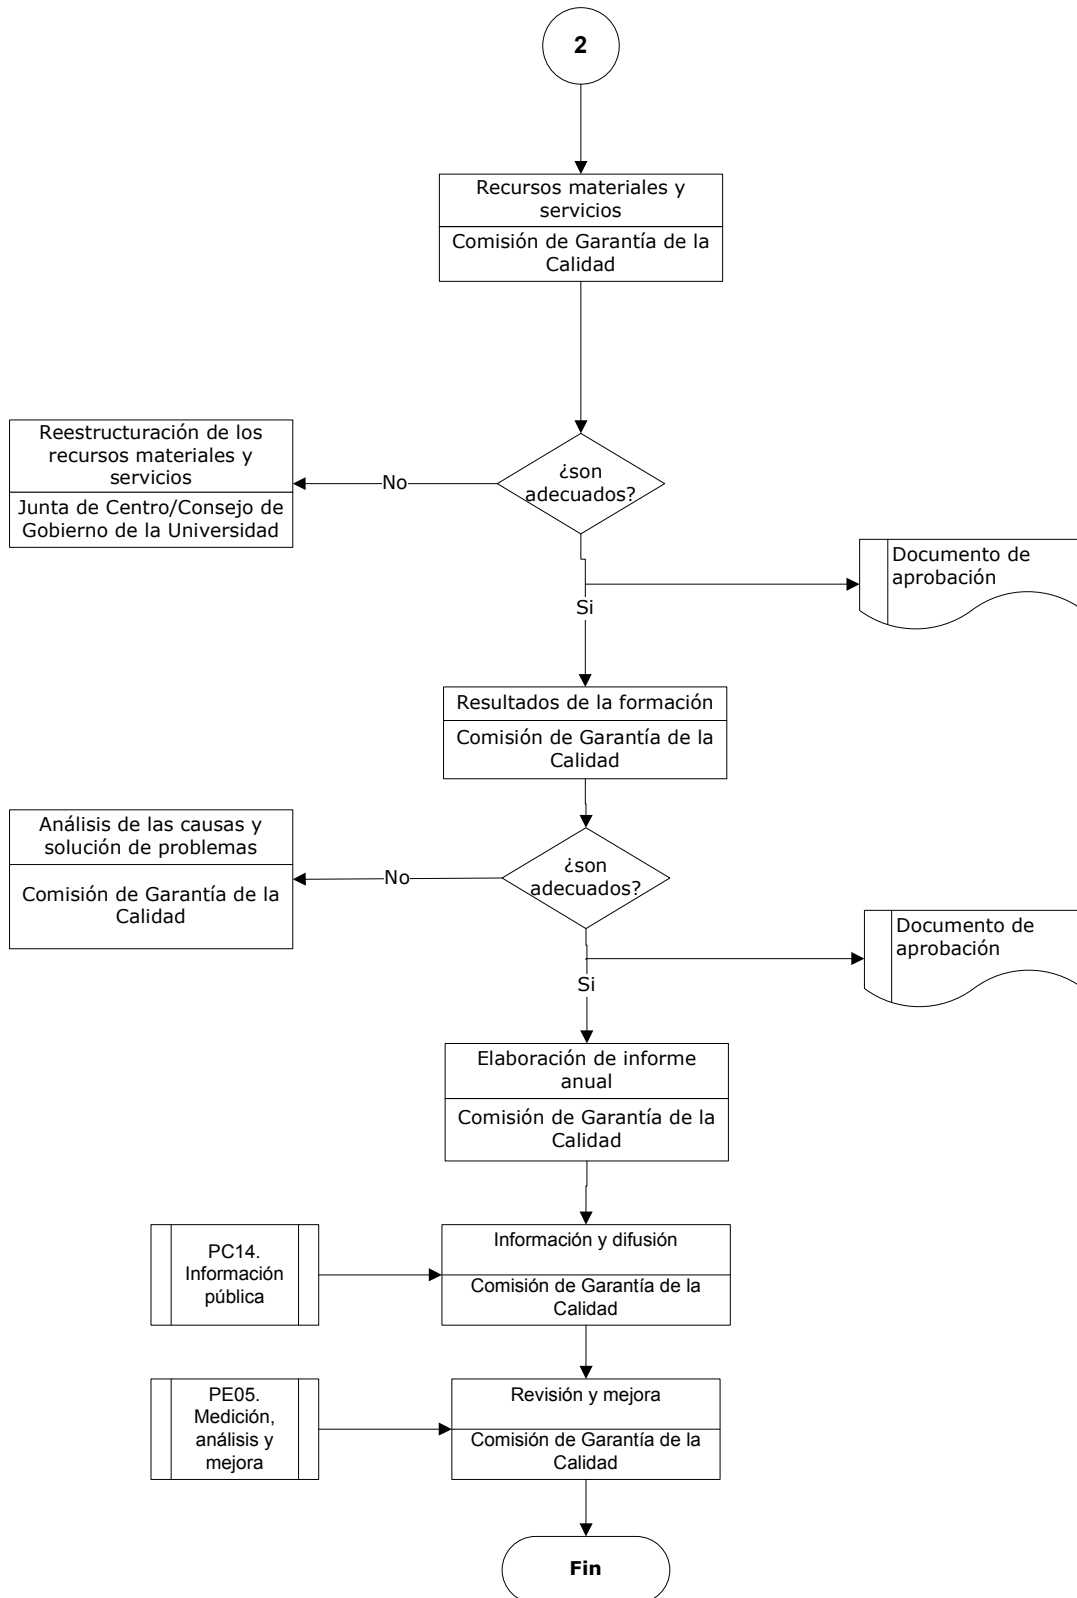 2
Recursos materiales y
servicios
Comisión de Garantía de la
Calidad
Reestructuración de los
recursos materiales y
servicios
Junta de Centro/Consejo de
Gobierno de la Universidad
No
¿son
adecuados?
Documento de
aprobación
Si
Resultados de la formación
Comisión de Garantía de la
Calidad
Análisis de las causas y
solución de problemas
Comisión de Garantía de la
Calidad
No
¿son
adecuados?
Documento de
aprobación
Si
Elaboración de informe
anual
Comisión de Garantía de la
Calidad
PC14.
Información
pública
Información y difusión
Comisión de Garantía de la
Calidad
PE05.
Medición,
análisis y
mejora
Revisión y mejora
Comisión de Garantía de la
Calidad
Fin